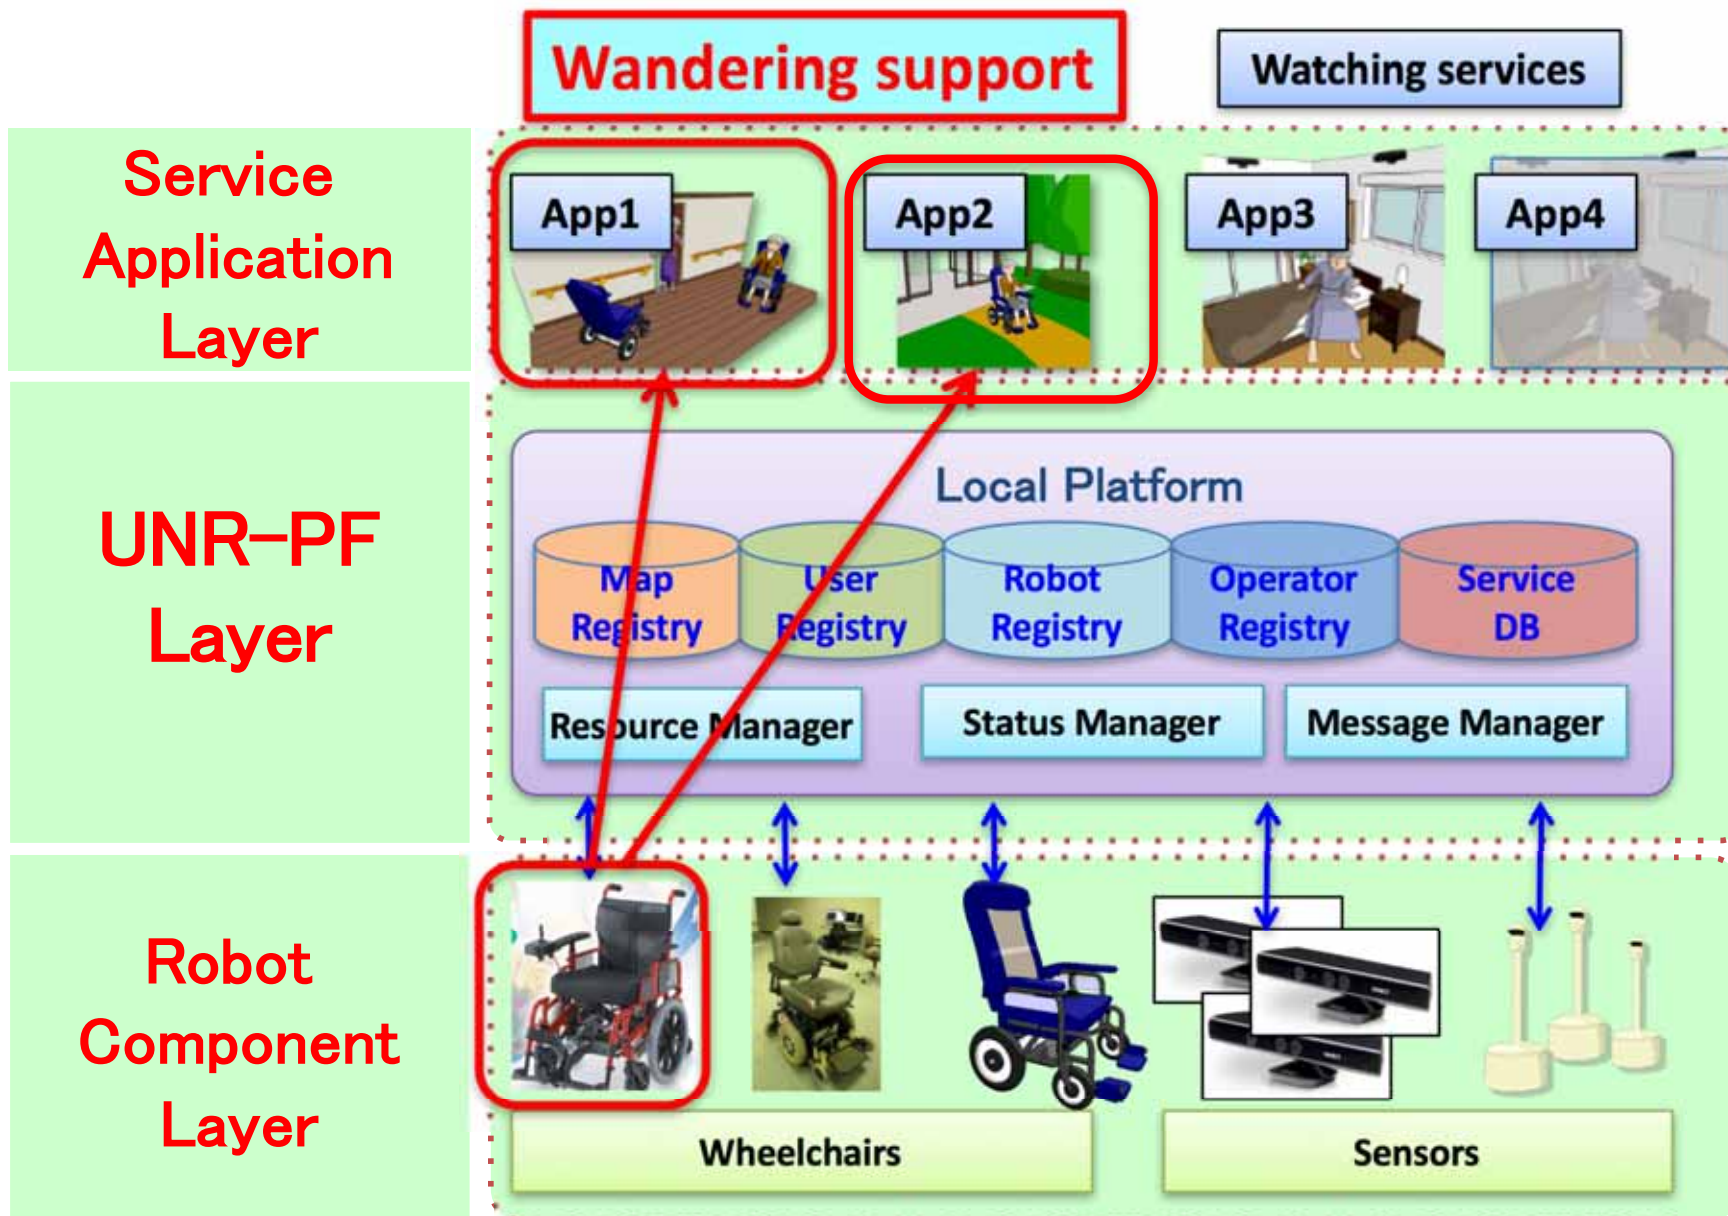 Wandering support
Watching services
Service
Application
Layer
App1
App2
App3
App4
UNR-PF
Layer
Local Platform
Map
Registry
User
Registry
Robot
Registry
Operator
Registry
Service
DB
Resource Manager
Status Manager
Message Manager
Robot
Component
Layer
Wheelchairs
Sensors